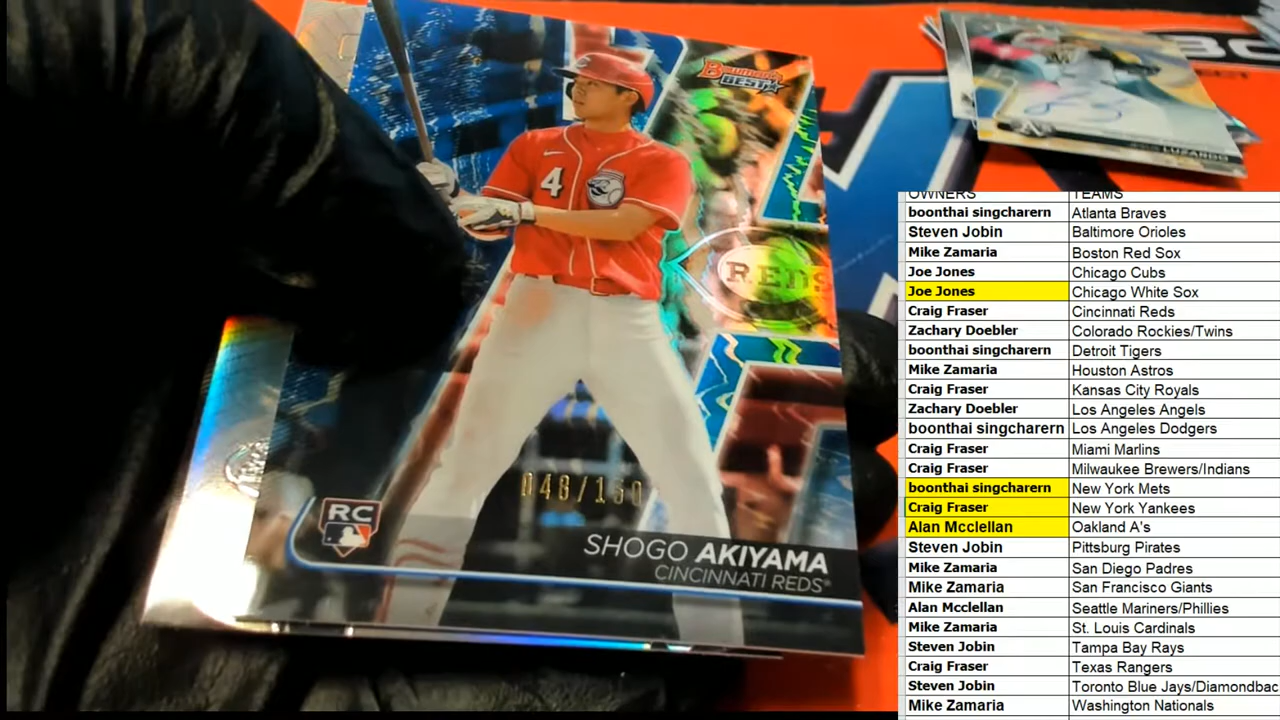 Bowman's
BEST
4
REDS
048/150
RC
SHOGO AKIYAMA
CINCINNATI REDS®
LUZARDO
OWNERS TEAMS
boonthai singcharern Atlanta Braves
Steven Jobin Baltimore Orioles
Mike Zamaria Boston Red Sox
Joe Jones Chicago Cubs
Joe Jones Chicago White Sox
Craig Fraser Cincinnati Reds
Zachary Doebler Colorado Rockies/Twins
boonthai singcharern Detroit Tigers
Mike Zamaria Houston Astros
Craig Fraser Kansas City Royals
Zachary Doebler Los Angeles Angels
boonthai singcharern Los Angeles Dodgers
Craig Fraser Miami Marlins
Craig Fraser Milwaukee Brewers/Indians
boonthai singcharern New York Mets
Craig Fraser New York Yankees
Alan Mcclellan Oakland A's
Steven Jobin Pittsburg Pirates
Mike Zamaria San Diego Padres
Mike Zamaria San Francisco Giants
Alan Mcclellan Seattle Mariners/Phillies
Mike Zamaria St. Louis Cardinals
Steven Jobin Tampa Bay Rays
Craig Fraser Texas Rangers
Steven Jobin Toronto Blue Jays/Diamondbac
Mike Zamaria Washington Nationals